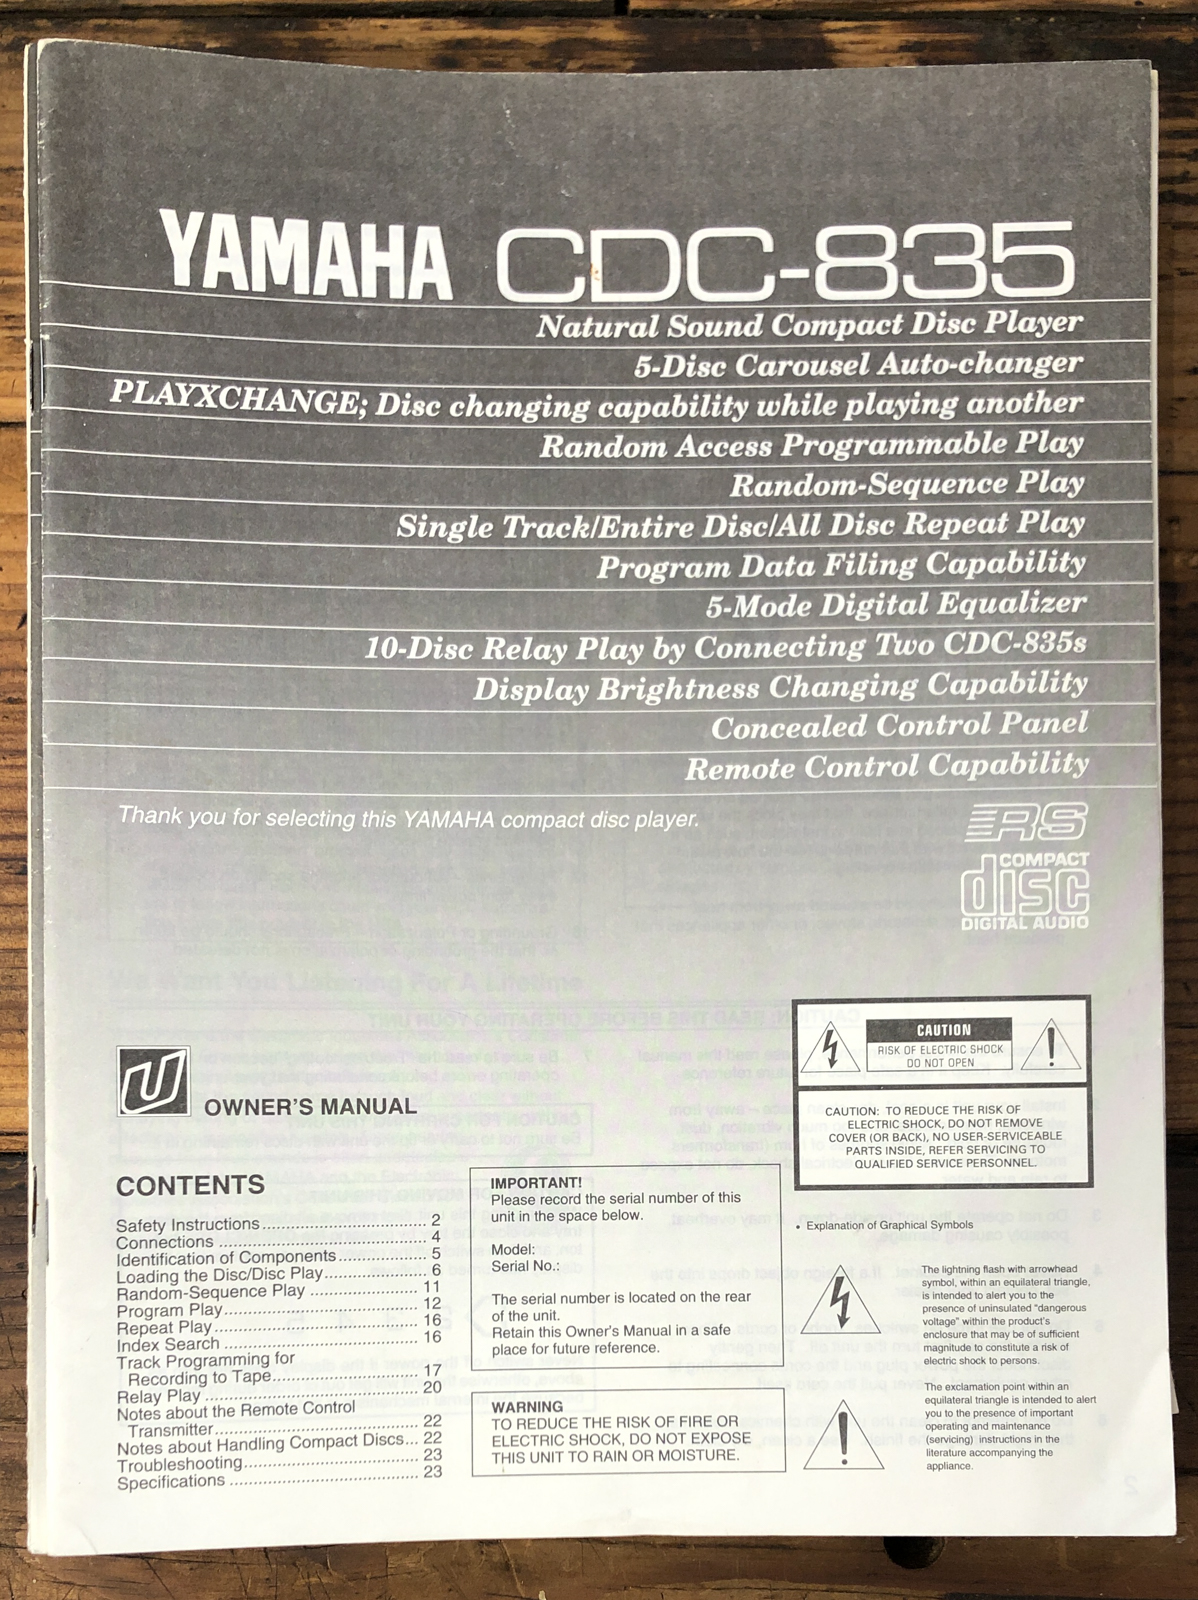 YAMAHA CDC-835
Natural Sound Compact Disc Player
5-Disc Carousel Auto-changer
PLAYXCHANGE; Disc changing capability while playing another
Random Access Programmable Play
Random-Sequence Play
Single Track/Entire Disc/All Disc Repeat Play
Program Data Filing Capability
5-Mode Digital Equalizer
10-Disc Relay Play by Connecting Two CDC-835s
Display Brightness Changing Capability
Concealed Control Panel
Remote Control Capability
Thank you for selecting this YAMAHA compact disc player.
RS
COMPACT
disc
DIGITAL AUDIO
OWNER'S MANUAL
CONTENTS
Safety Instructions ........................................ 2
Connections .................................................. 4
Identification of Components ..................... 5
Loading the Disc/Disc Play ......................... 6
Random-Sequence Play .......................... 11
Program Play ............................................... 12
Repeat Play .................................................. 16
Index Search ................................................ 16
Track Programming for
Recording to Tape ................................... 17
Relay Play .................................................... 20
Notes about the Remote Control
Transmitter ................................................ 22
Notes about Handling Compact Discs ... 22
Troubleshooting .......................................... 23
Specifications .............................................. 23
IMPORTANT!
Please record the serial number of this
unit in the space below.
Model:
Serial No.:
The serial number is located on the rear
of the unit.
Retain this Owner's Manual in a safe
place for future reference.
WARNING
TO REDUCE THE RISK OF FIRE OR
ELECTRIC SHOCK, DO NOT EXPOSE
THIS UNIT TO RAIN OR MOISTURE.
CAUTION
RISK OF ELECTRIC SHOCK
DO NOT OPEN
CAUTION: TO REDUCE THE RISK OF
ELECTRIC SHOCK, DO NOT REMOVE
COVER (OR BACK), NO USER-SERVICEABLE
PARTS INSIDE, REFER SERVICING TO
QUALIFIED SERVICE PERSONNEL.
• Explanation of Graphical Symbols
The lightning flash with arrowhead
symbol, within an equilateral triangle,
is intended to alert you to the
presence of uninsulated "dangerous
voltage" within the product's
enclosure that may be of sufficient
magnitude to constitute a risk of
electric shock to persons.
The exclamation point within an
equilateral triangle is intended to alert
you to the presence of important
operating and maintenance
(servicing) instructions in the
literature accompanying the
appliance.